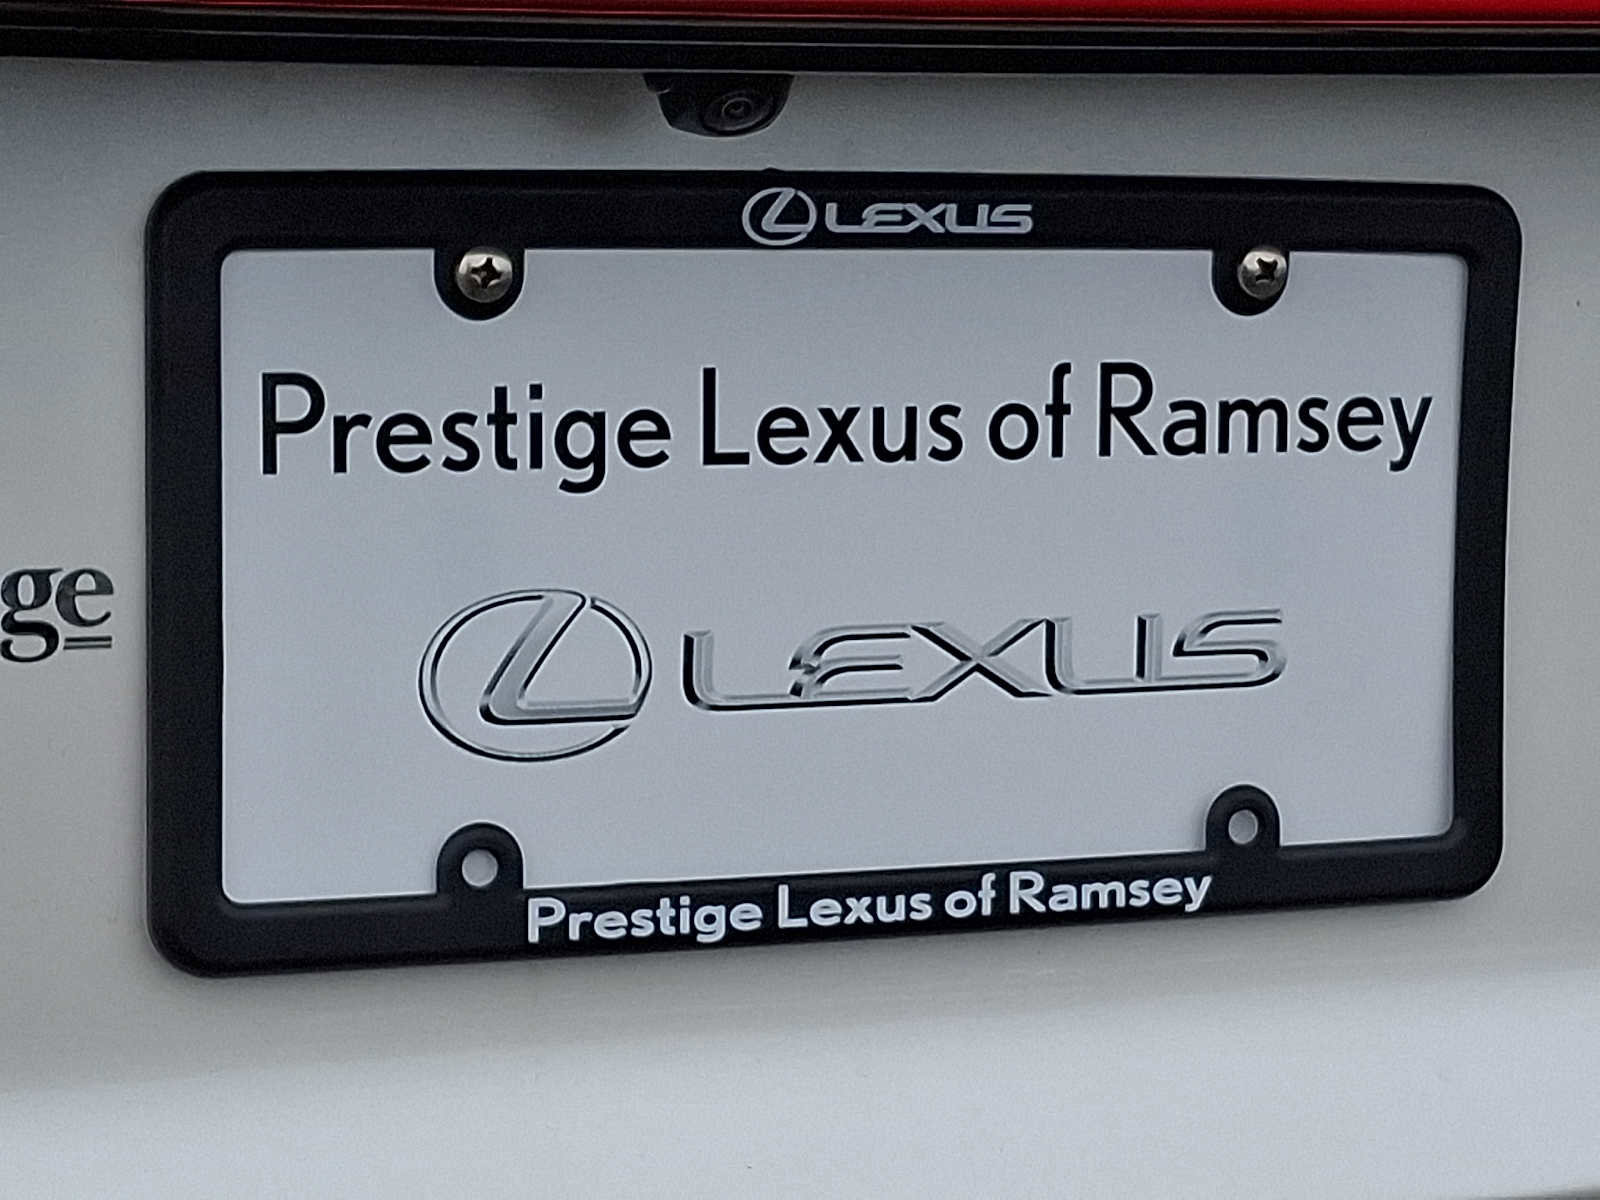 LEXUS
Prestige Lexus of Ramsey
ge
LEXUS
Prestige Lexus of Ramsey